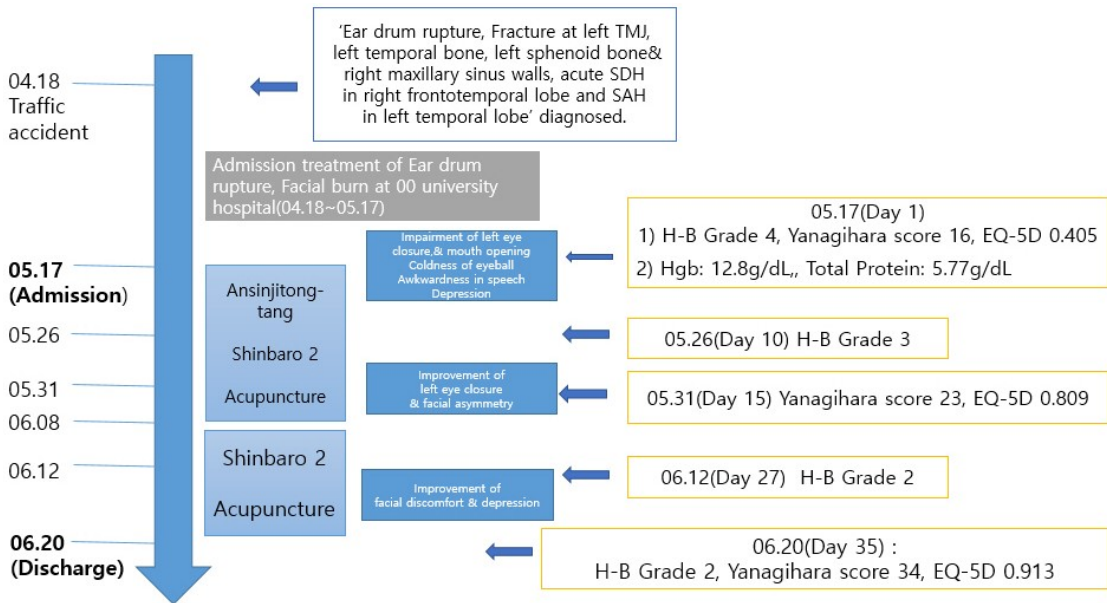 'Ear drum rupture, Fracture at left TMJ,
left temporal bone, left sphenoid bone&
right maxillary sinus walls, acute SDH
in right frontotemporal lobe and SAH
in left temporal lobe' diagnosed.
04.18
Traffic
accident
Admission treatment of Ear drum
rupture, Facial burn at 00 university
hospital(04.18~05.17)
05.17(Day 1)
1) H-B Grade 4, Yanagihara score 16, EQ-5D 0.405
2) Hgb: 12.8g/dL,, Total Protein: 5.77g/dL
Impairment of left eye
closure,& mouth opening
Coldness of eyeball
Awkwardness in speech
Depression
05.17
(Admission)
Ansinjitong-
tang
Shinbaro 2
Acupuncture
05.26
05.26(Day 10) H-B Grade 3
05.31
Improvement of
left eye closure
& facial asymmetry
05.31(Day 15) Yanagihara score 23, EQ-5D 0.809
06.08
Shinbaro 2
Acupuncture
06.12
Improvement of
facial discomfort & depression
06.12(Day 27) H-B Grade 2
06.20
(Discharge)
06.20(Day 35) :
H-B Grade 2, Yanagihara score 34, EQ-5D 0.913